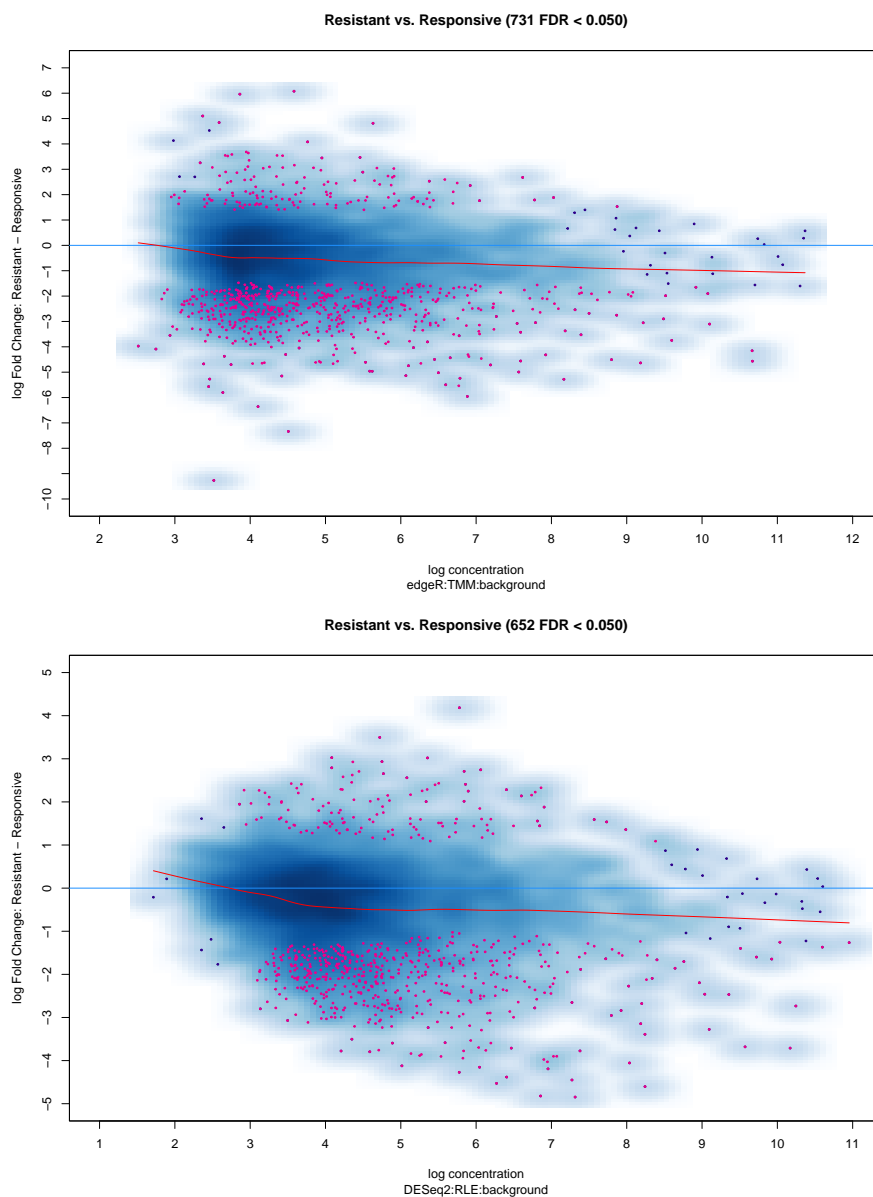 Resistant vs. Responsive (731 FDR < 0.050)
7
6
5
4
3
2
1
0
−1
−2
−3
−4
−5
−6
−7
−8
−10
log Fold Change: Resistant − Responsive
2 3 4 5 6 7 8 9 10 11 12
log concentration
edgeR:TMM:background
Resistant vs. Responsive (652 FDR < 0.050)
5
4
3
2
1
0
−1
−2
−3
−4
−5
log Fold Change: Resistant − Responsive
1 2 3 4 5 6 7 8 9 10 11
log concentration
DESeq2:RLE:background